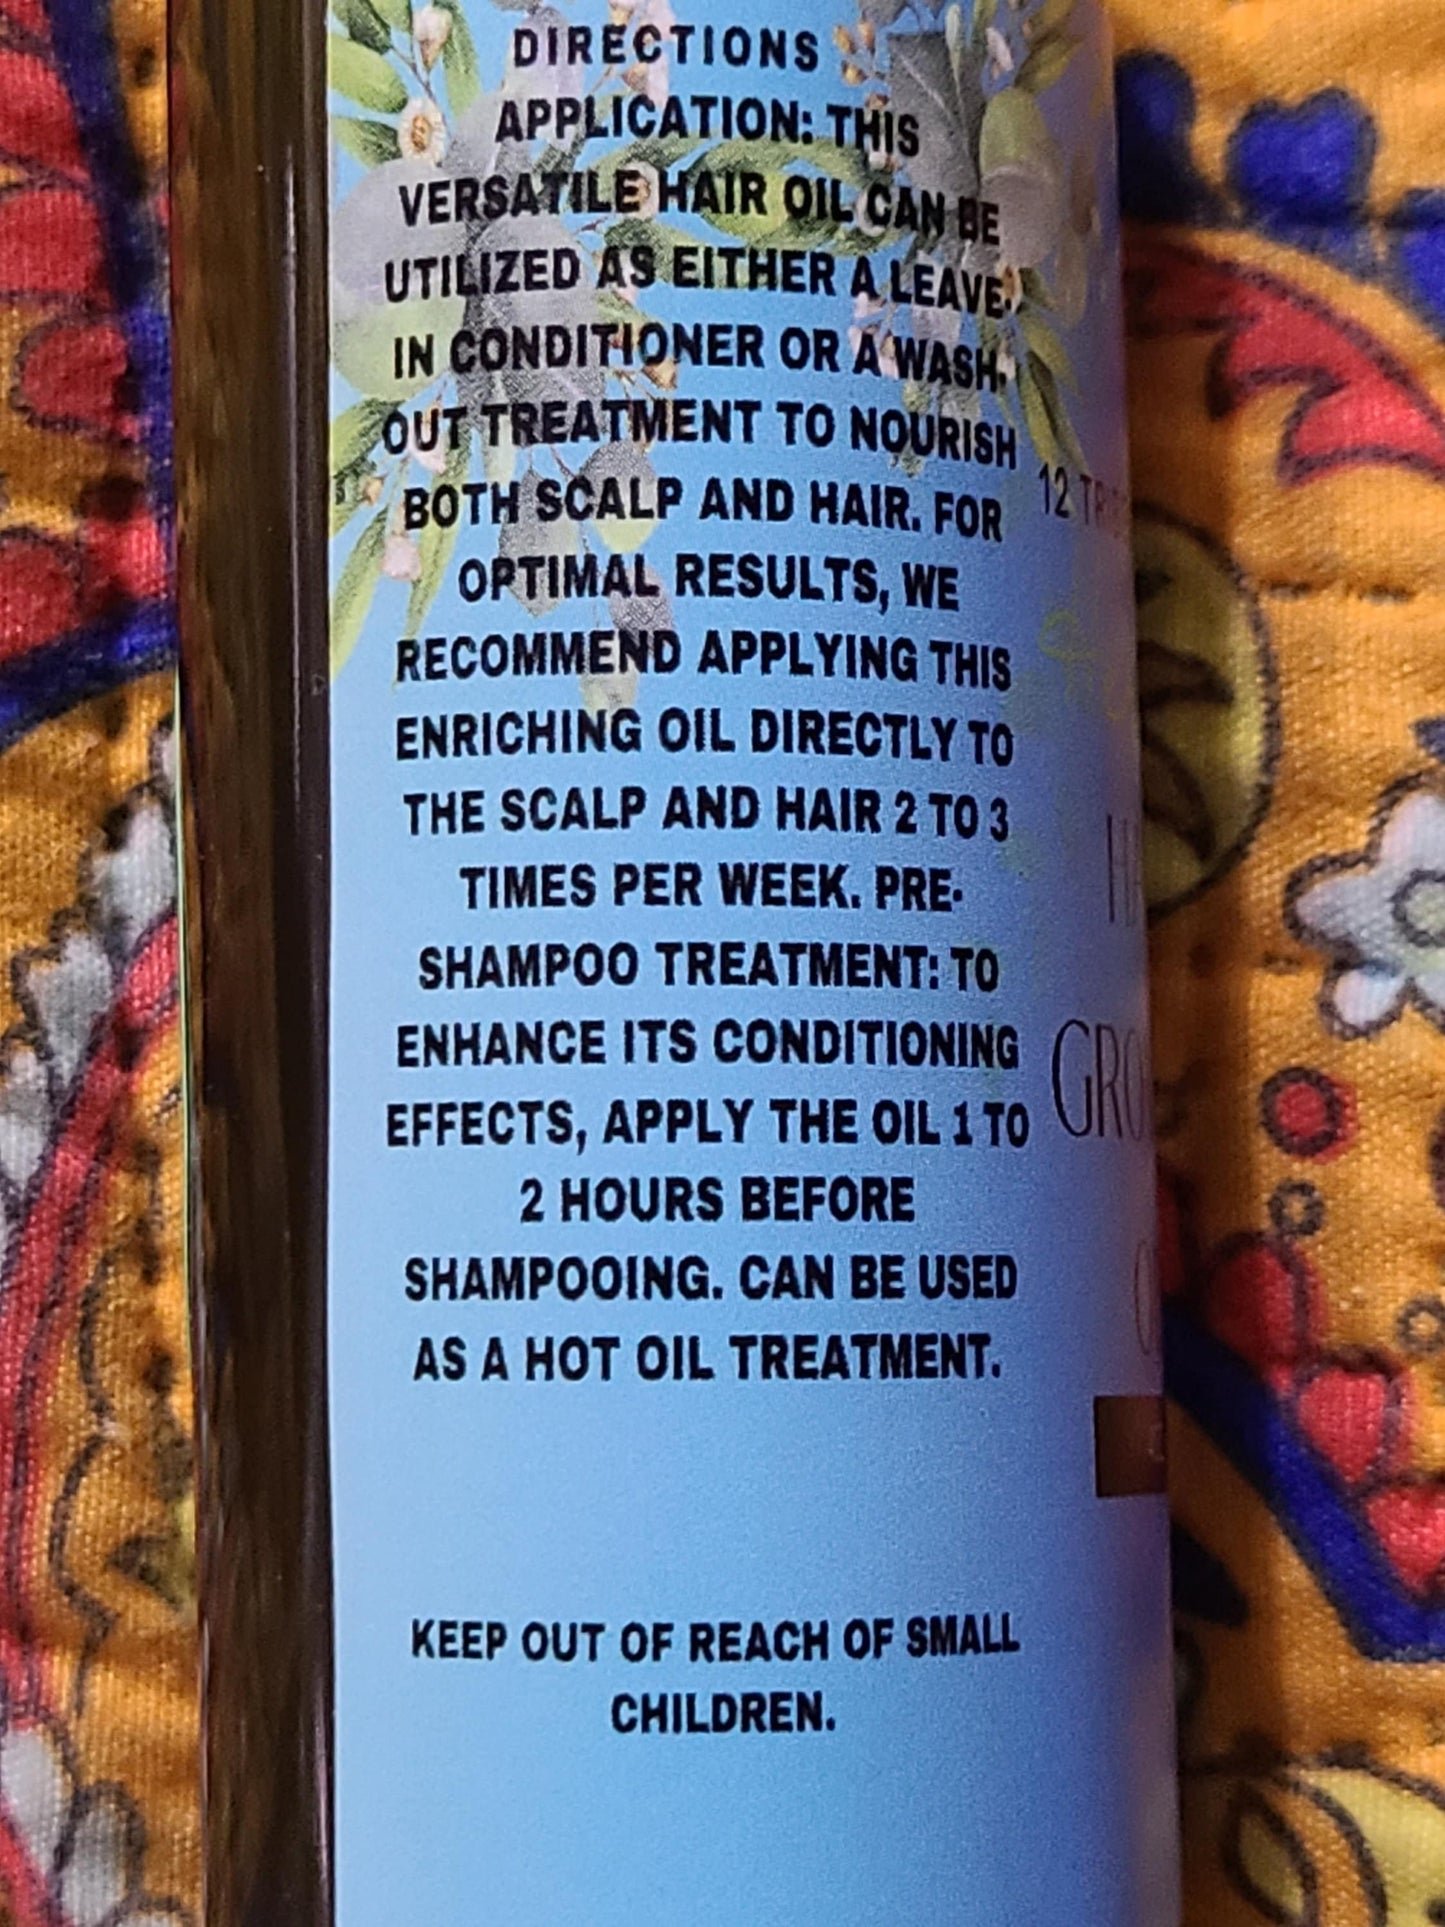 DIRECTIONS
APPLICATION: THIS
VERSATILE HAIR OIL CAN BE
UTILIZED AS EITHER A LEAVE-
IN CONDITIONER OR A WASH-
OUT TREATMENT TO NOURISH
BOTH SCALP AND HAIR. FOR
OPTIMAL RESULTS, WE
RECOMMEND APPLYING THIS
ENRICHING OIL DIRECTLY TO
THE SCALP AND HAIR 2 TO 3
TIMES PER WEEK. PRE-
SHAMPOO TREATMENT: TO
ENHANCE ITS CONDITIONING
EFFECTS, APPLY THE OIL 1 TO
2 HOURS BEFORE
SHAMPOOING. CAN BE USED
AS A HOT OIL TREATMENT.
KEEP OUT OF REACH OF SMALL
CHILDREN.
12